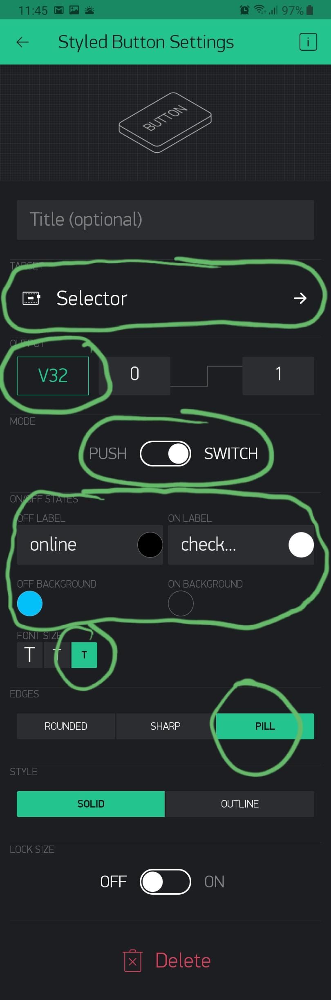 11:45 97%
Styled Button Settings i
BUTTON
Title (optional)
TARGET
Selector
OUTPUT
V32 0 1
MODE
PUSH SWITCH
ON/OFF STATES
OFF LABEL ON LABEL
online check...
OFF BACKGROUND ON BACKGROUND
FONT SIZE
T T T
EDGES
ROUNDED SHARP PILL
STYLE
SOLID OUTLINE
LOCK SIZE
OFF ON
Delete